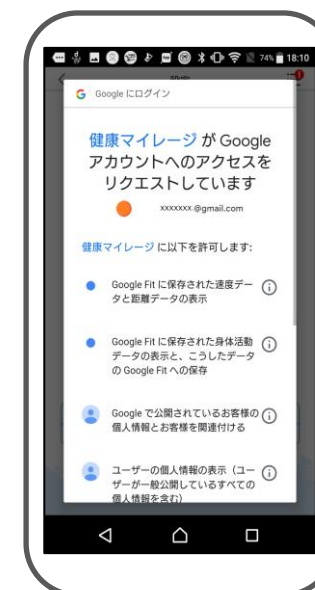 74% 18:10
G Google にログイン
健康マイレージ が Google
アカウントへのアクセスを
リクエストしています
xxxxxxx.@gmail.com
健康マイレージ に以下を許可します:
Google Fit に保存された速度デー
タと距離データの表示
Google Fit に保存された身体活動
データの表示と、こうしたデータ
の Google Fit への保存
Google で公開されているお客様の
個人情報とお客様を関連付ける
ユーザーの個人情報の表示（ユー
ザーが一般公開しているすべての
個人情報を含む）